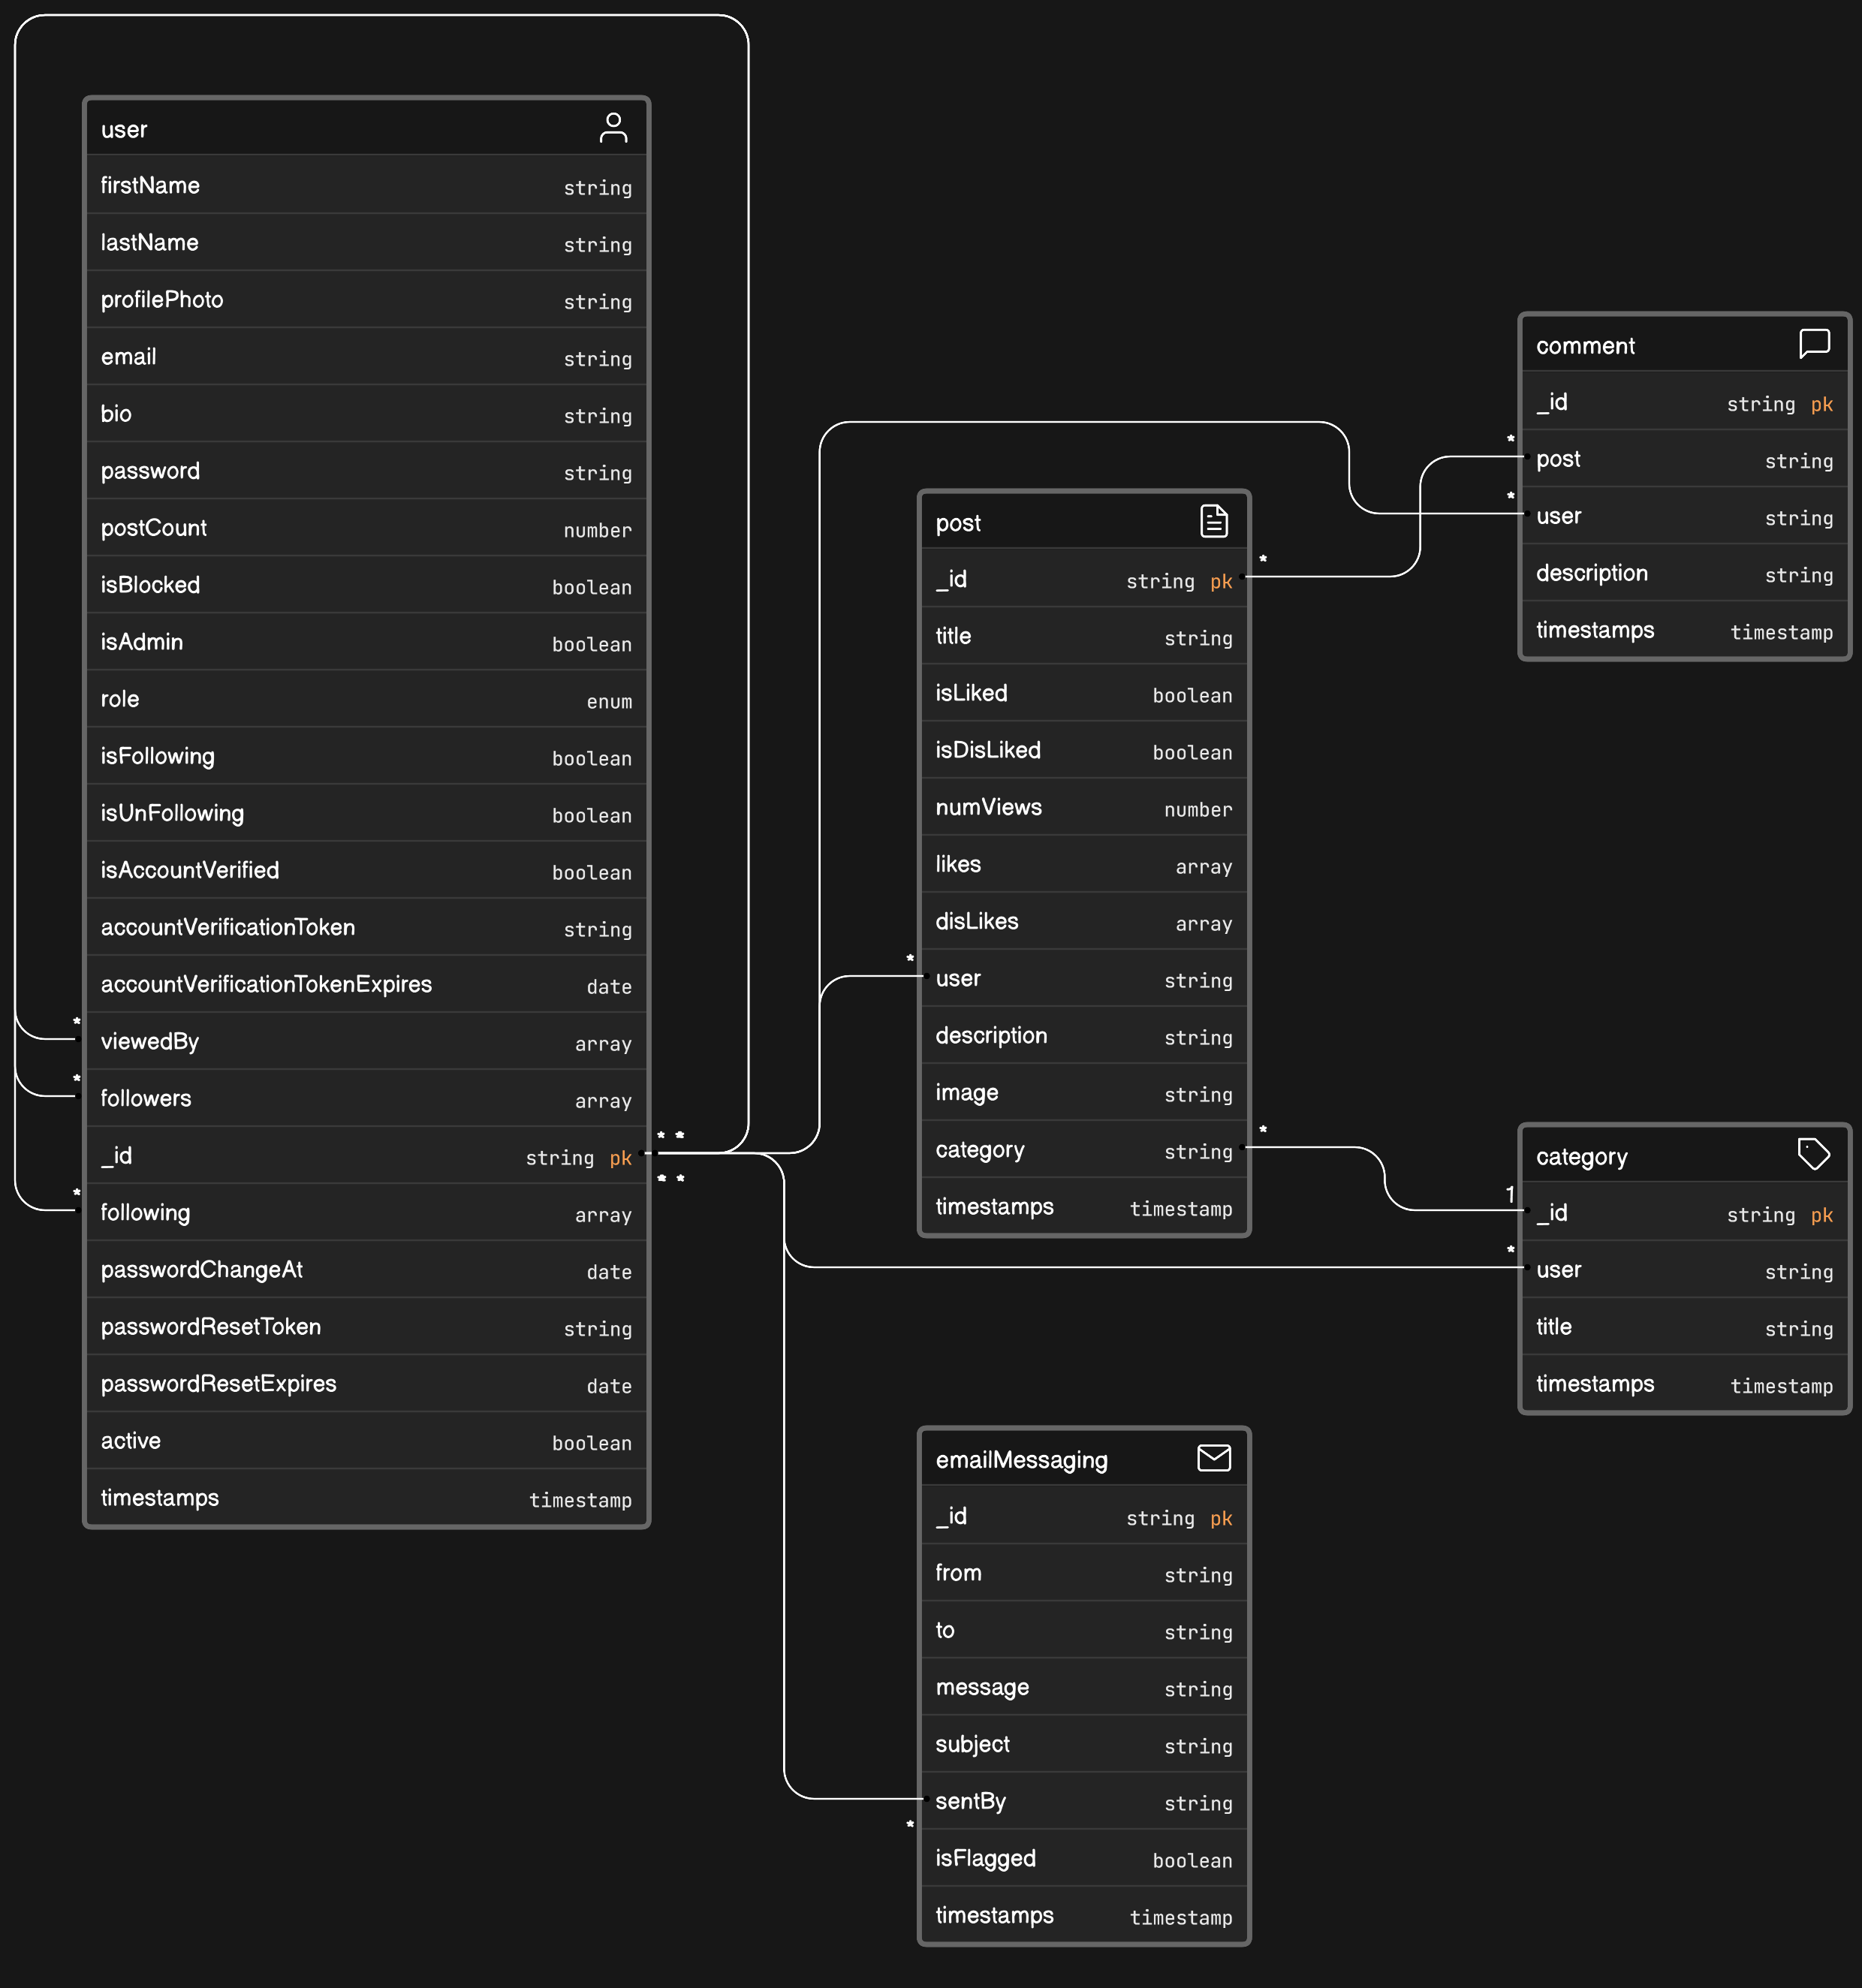 user
firstName string
lastName string
profilePhoto string
email string
bio string
password string
postCount number
isBlocked boolean
isAdmin boolean
role enum
isFollowing boolean
isUnFollowing boolean
isAccountVerified boolean
accountVerificationToken string
accountVerificationTokenExpires date
*
viewedBy array
*
followers array
* *
_id string pk
* *
*
following array
passwordChangeAt date
passwordResetToken string
passwordResetExpires date
active boolean
timestamps timestamp
post
*
_id string pk
title string
isLiked boolean
isDisLiked boolean
numViews number
likes array
disLikes array
*
user string
description string
image string
*
category string
timestamps timestamp
comment
_id string pk
*
post string
*
user string
description string
timestamps timestamp
category
1
_id string pk
*
user string
title string
timestamps timestamp
emailMessaging
_id string pk
from string
to string
message string
subject string
sentBy string
*
isFlagged boolean
timestamps timestamp